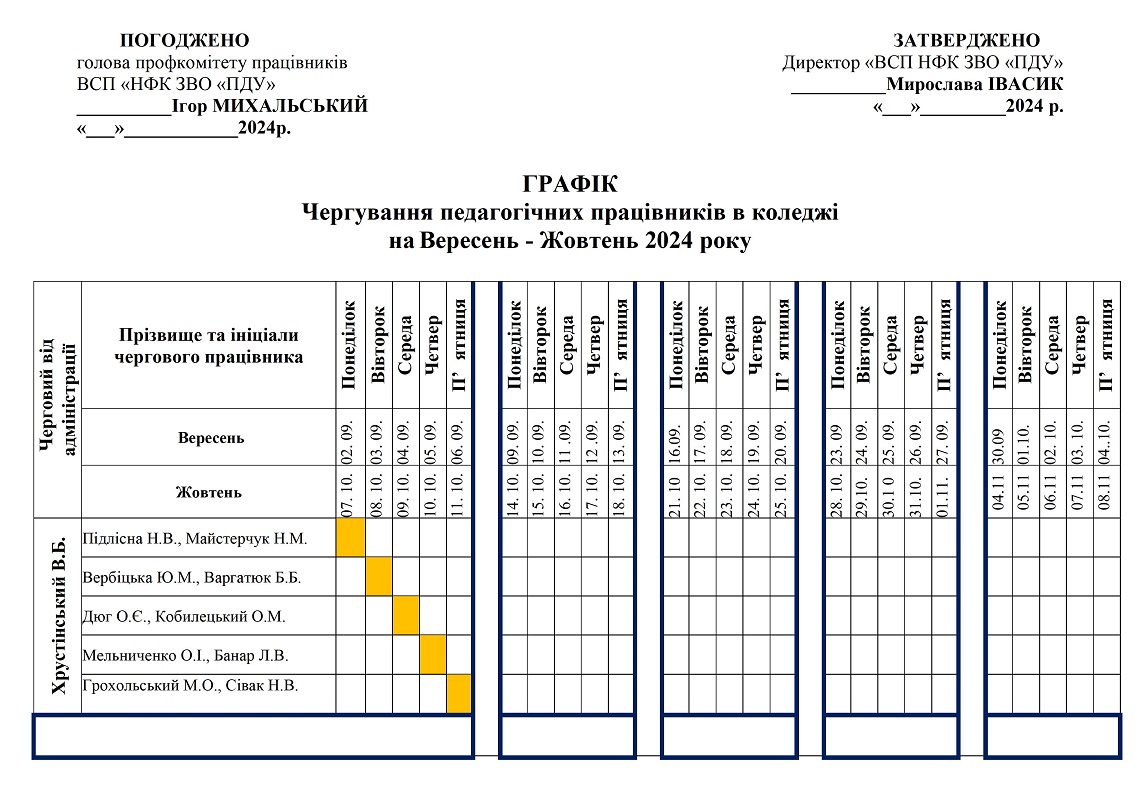 ПОГОДЖЕНО
голова профкомітету працівників
ВСП «НФК ЗВО «ПДУ»
__________Ігор МИХАЛЬСЬКИЙ
«___»____________2024р.
ЗАТВЕРДЖЕНО
Директор «ВСП НФК ЗВО «ПДУ»
__________Мирослава ІВАСИК
«___»_________2024 р.
ГРАФІК
Чергування педагогічних працівників в коледжі
на Вересень - Жовтень 2024 року
Черговий від адміністрації
Прізвище та ініціали
чергового працівника
Понеділок Вівторок Середа Четвер П’ ятниця Понеділок Вівторок Середа Четвер П’ ятниця Понеділок Вівторок Середа Четвер П’ ятниця Понеділок Вівторок Середа Четвер П’ ятниця Понеділок Вівторок Середа Четвер П’ ятниця
Вересень 02. 09. 03. 09. 04. 09. 05. 09. 06. 09. 09. 09. 10. 09. 11 .09. 12 .09. 13. 09. 16.09. 17. 09. 18. 09. 19. 09. 20. 09. 23. 09 24. 09. 25. 09. 26. 09. 27. 09. 30.09 01.10. 02. 10. 03. 10. 04..10.
Жовтень 07. 10. 08. 10. 09. 10. 10. 10. 11. 10. 14. 10. 15. 10. 16. 10. 17. 10. 18. 10. 21. 10 22. 10. 23. 10. 24. 10. 25. 10. 28. 10. 29.10. 30.1 0 31.10. 01.11. 04.11 05.11 06.11 07.11 08.11
Хрустінський В.Б.
Підлісна Н.В., Майстерчук Н.М.
Вербіцька Ю.М., Варгатюк Б.Б.
Дюг О.Є., Кобилецький О.М.
Мельниченко О.І., Банар Л.В.
Грохольський М.О., Сівак Н.В.